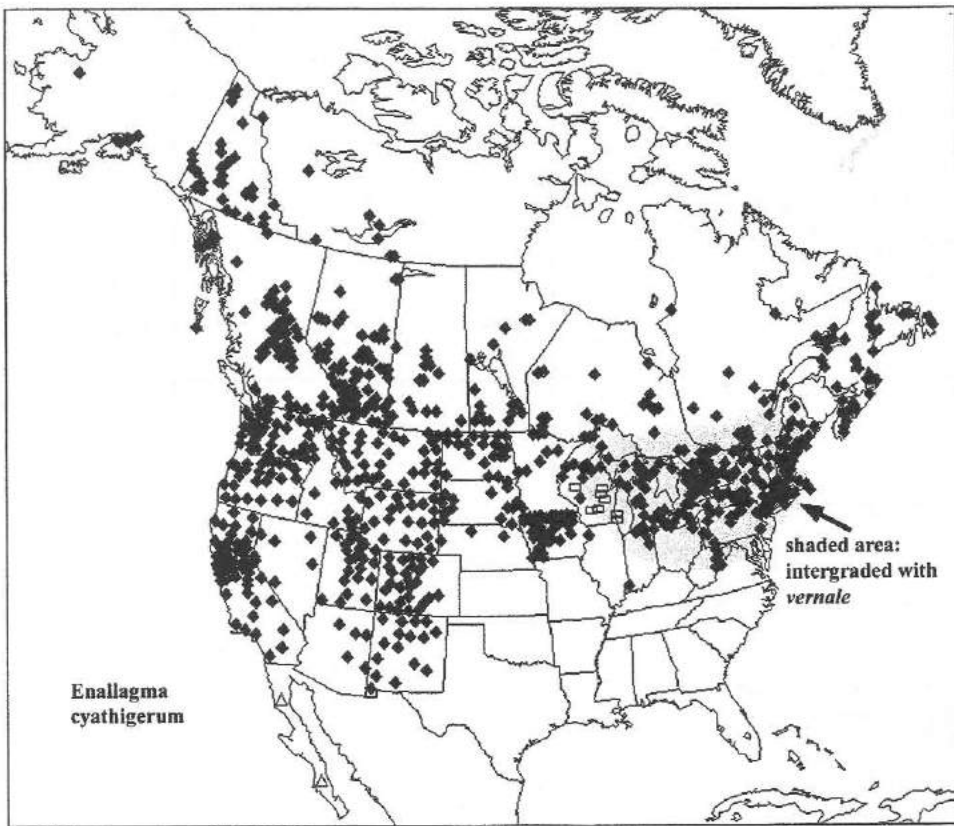 shaded area:
intergraded with
vernale
Enallagma
cyathigerum